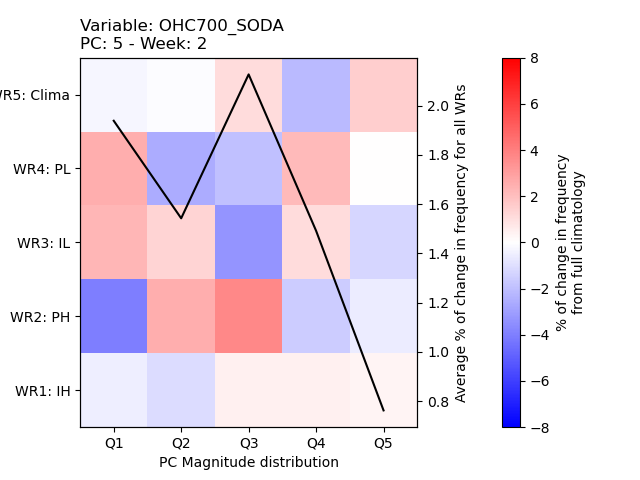 Variable: OHC700_SODA
PC: 5 - Week: 2
WR5: Clima
WR4: PL
WR3: IL
WR2: PH
WR1: IH
Q1 Q2 Q3 Q4 Q5
PC Magnitude distribution
2.0
1.8
1.6
1.4
1.2
1.0
0.8
Average % of change in frequency for all WRs
8
6
4
2
0
−2
−4
−6
−8
% of change in frequency
from full climatology